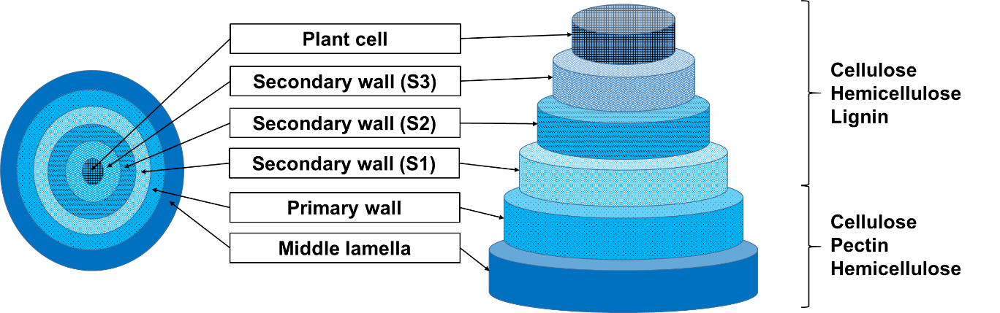 Plant cell
Secondary wall (S3)
Secondary wall (S2)
Secondary wall (S1)
Primary wall
Middle lamella
Cellulose
Hemicellulose
Lignin
Cellulose
Pectin
Hemicellulose